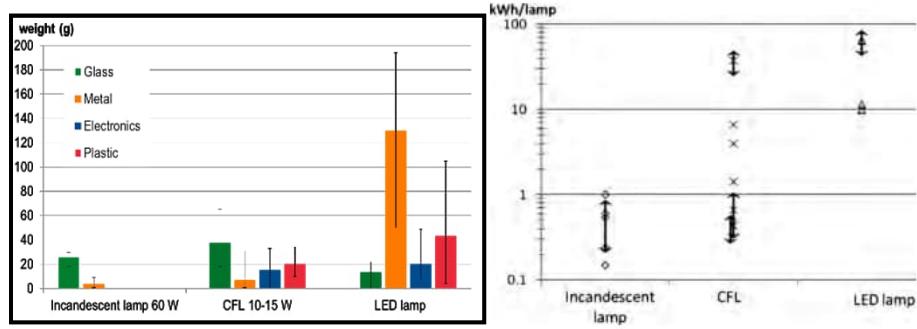 weight (g)
200
180
160
140
120
100
80
60
40
20
0
Glass
Metal
Electronics
Plastic
Incandescent lamp 60 W
CFL 10-15 W
LED lamp
kWh/lamp
100
10
1
0.1
Incandescent
lamp
CFL
LED lamp